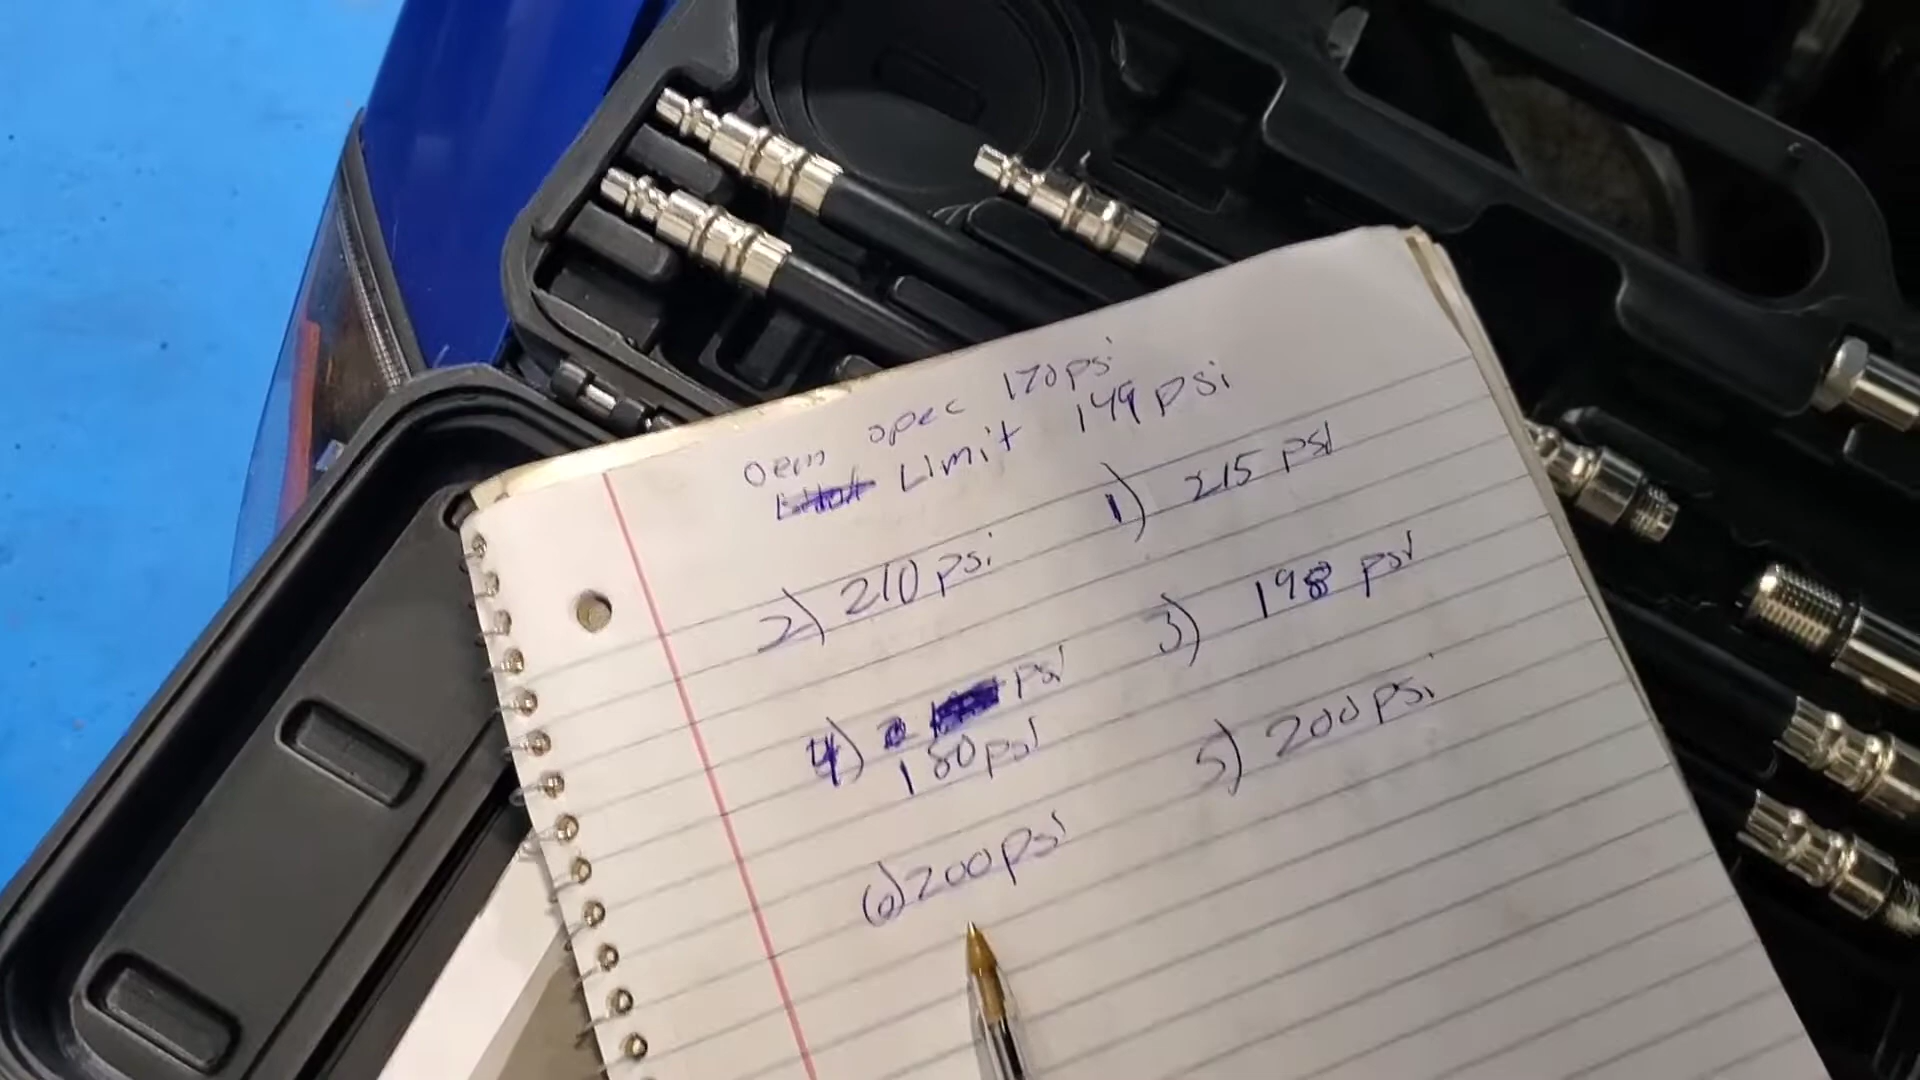 Oem spec 170psi
Limit 149 psi
1) 215 psi
2) 210 psi
3) 198 psi
4) psi
180 psi
5) 200 psi
6) 200 psi